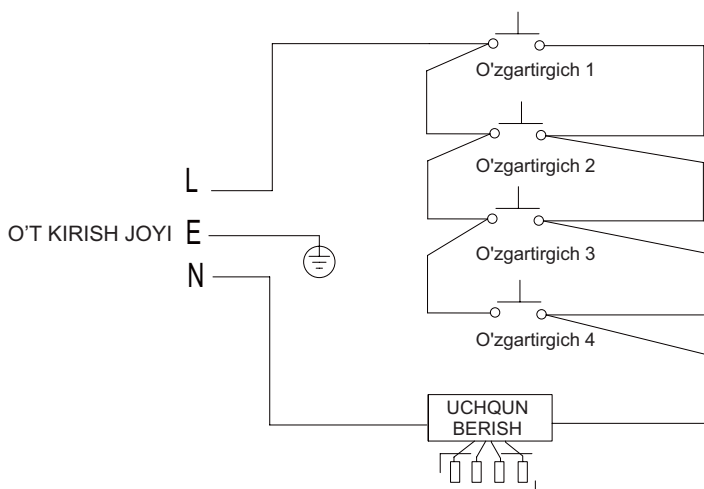 O'zgartirgich 1
O'zgartirgich 2
L
O’T KIRISH JOYI E
O'zgartirgich 3
N
O'zgartirgich 4
UCHQUN
BERISH